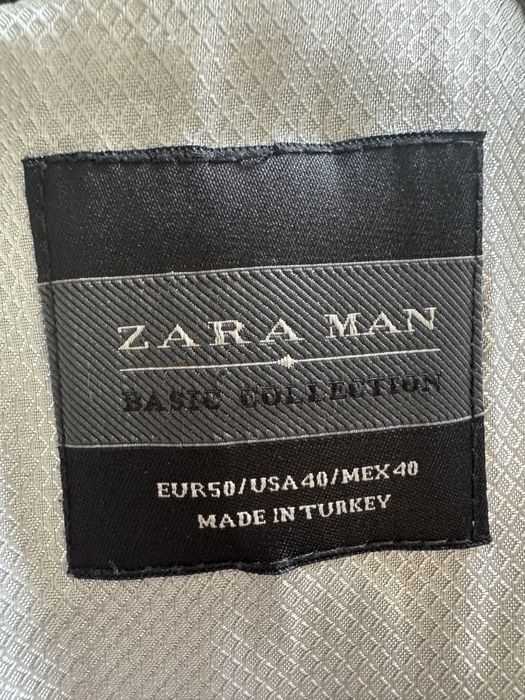 ZARA MAN
BASIC COLLECTION
EUR50/USA40/MEX40
MADE IN TURKEY